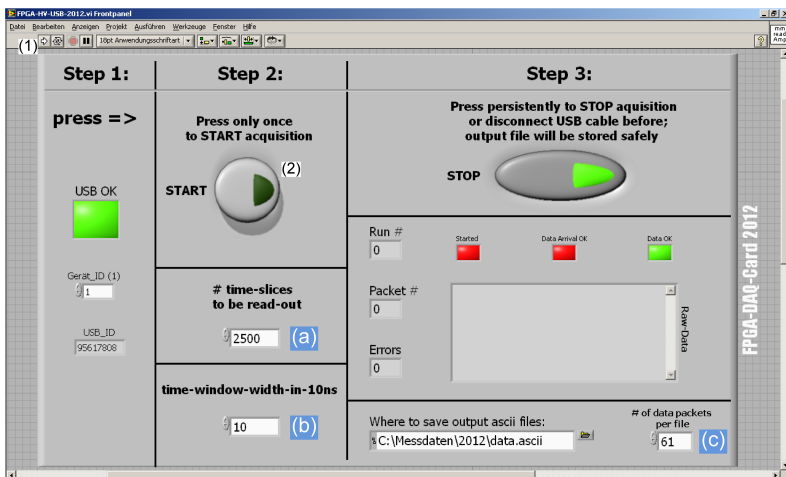 FPGA-HV-USB-2012.vi Frontpanel
Datei Bearbeiten Anzeigen Projekt Ausführen Werkzeuge Fenster Hilfe
(1)
18pt Anwendungsschriftart
Step 1:
press =>
USB OK
Gerät_ID (1)
1
USB_ID
95617808
Step 2:
Press only once
to START acquisition
START
(2)
# time-slices
to be read-out
2500
(a)
time-window-width-in-10ns
10
(b)
Step 3:
Press persistently to STOP aquisition
or disconnect USB cable before;
output file will be stored safely
STOP
Run #
0
Started
Data Arrival OK
Data OK
Packet #
0
Errors
0
Raw-Data
Where to save output ascii files:
C:\Messdaten\2012\data.ascii
# of data packets
per file
61
(c)
FPGA-DAQ-Card 2012